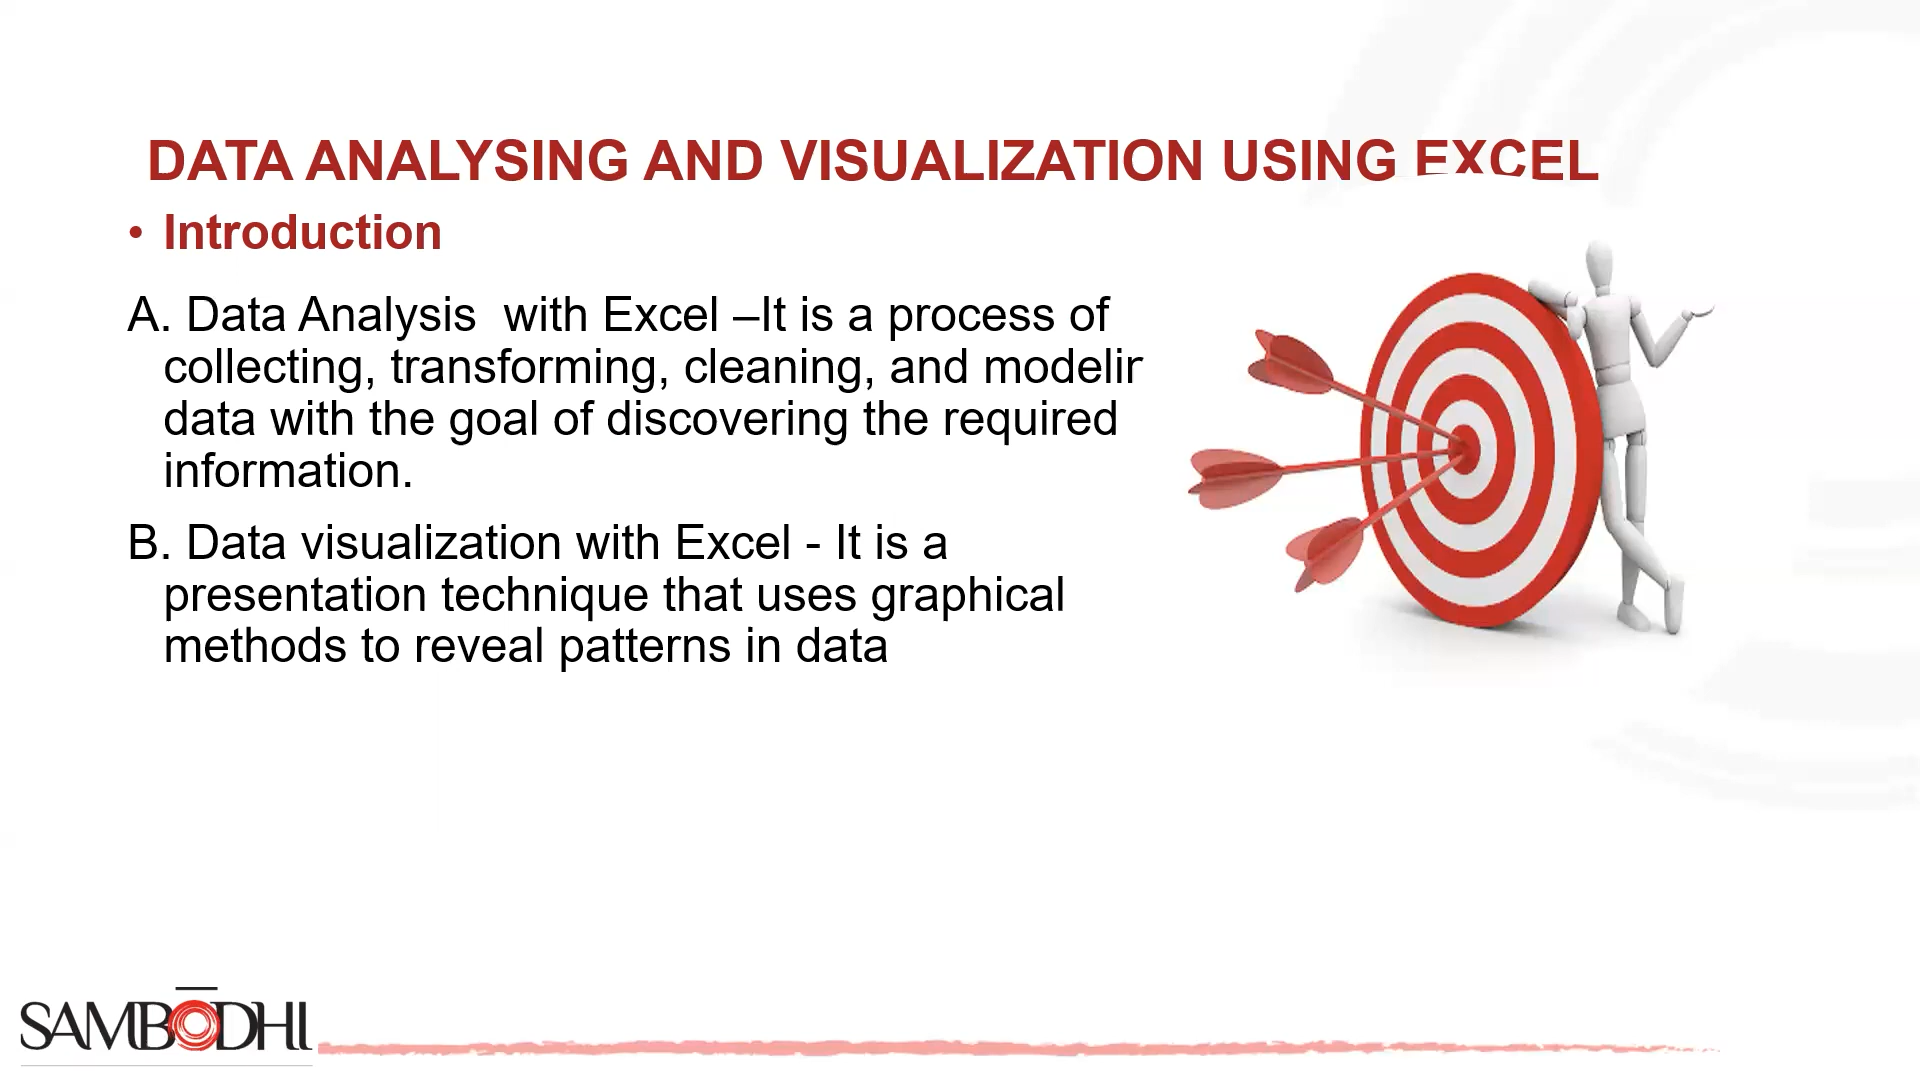 DATA ANALYSING AND VISUALIZATION USING EXCEL
• Introduction
A. Data Analysis with Excel –It is a process of
collecting, transforming, cleaning, and modelin
data with the goal of discovering the required
information.
B. Data visualization with Excel - It is a
presentation technique that uses graphical
methods to reveal patterns in data
SAMBŌDHI